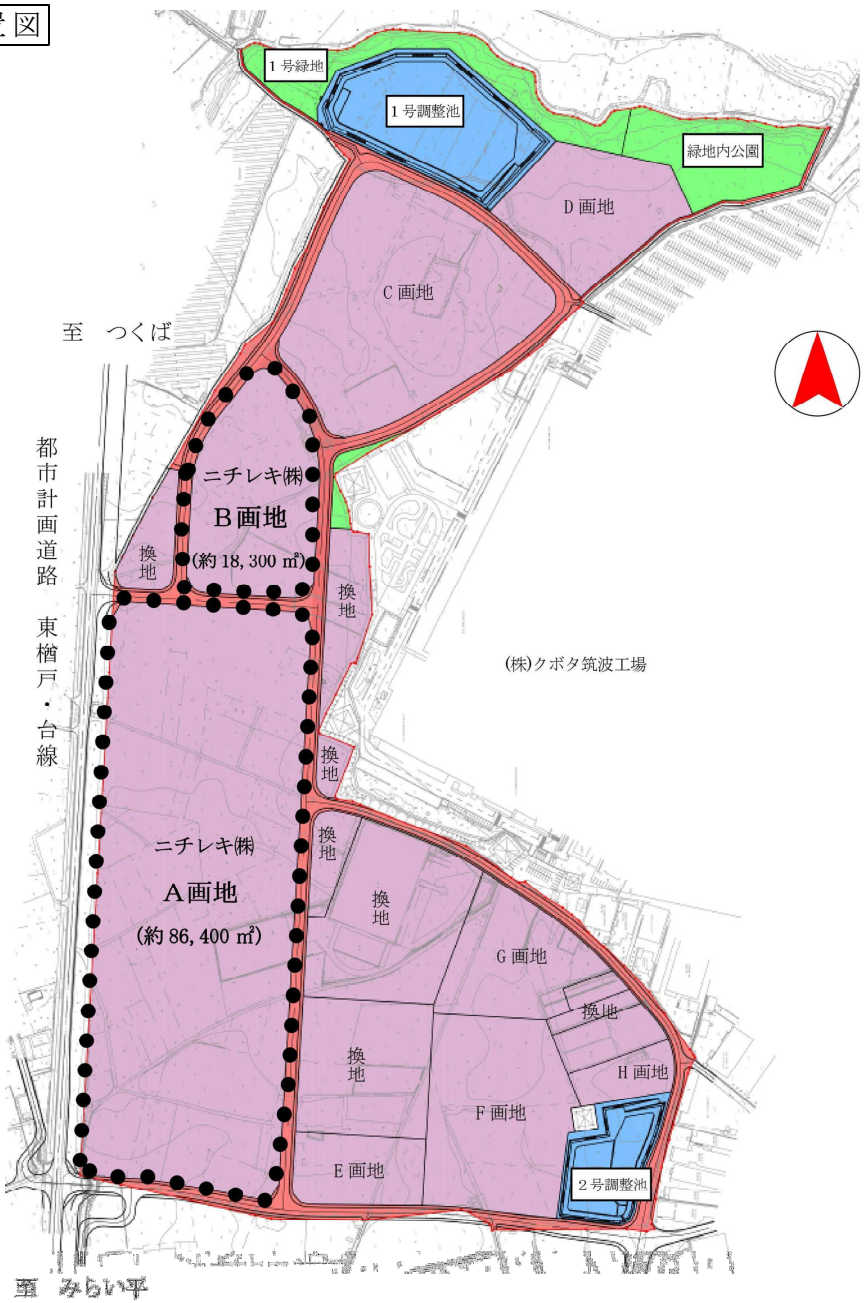 置図
1号緑地
1号調整池
緑地内公園
D画地
C画地
至 つくば
都市計画道路 東楢戸・台線
ニチレキ㈱
B画地
(約18,300㎡)
換地
換地
(株)クボタ筑波工場
換地
ニチレキ㈱
A画地
(約86,400㎡)
換地
換地
G画地
換地
換地
H画地
F画地
E画地
2号調整池
至 みらい平